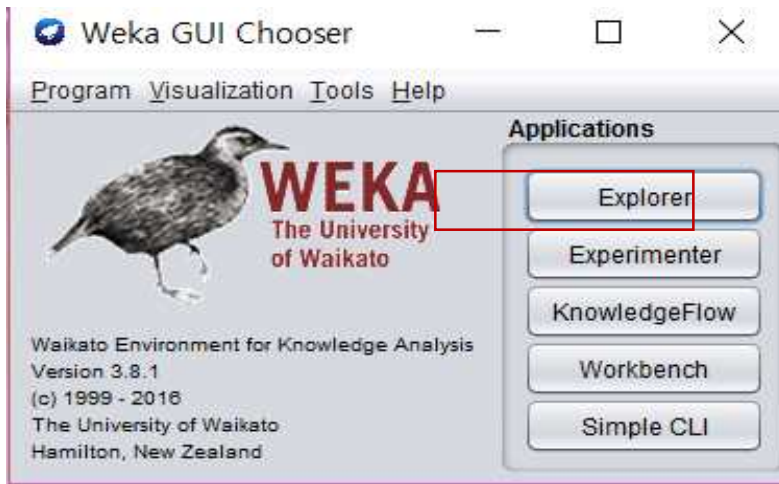 Weka GUI Chooser
Program Visualization Tools Help
WEKA
The University
of Waikato
Waikato Environment for Knowledge Analysis
Version 3.8.1
(c) 1999 - 2016
The University of Waikato
Hamilton, New Zealand
Applications
Explorer
Experimenter
KnowledgeFlow
Workbench
Simple CLI